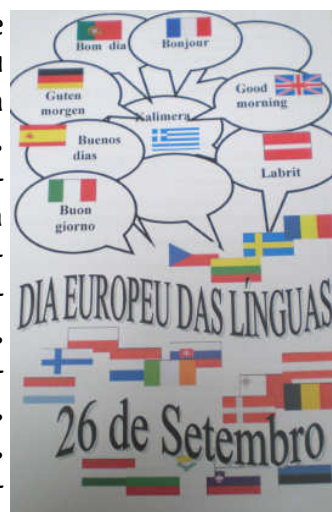 Bom dia
Bonjour
Guten
morgen
Good
morning
Kalimera
Buenos
dias
Labrit
Buon
giorno
DIA EUROPEU DAS LÍNGUAS
26 de Setembro